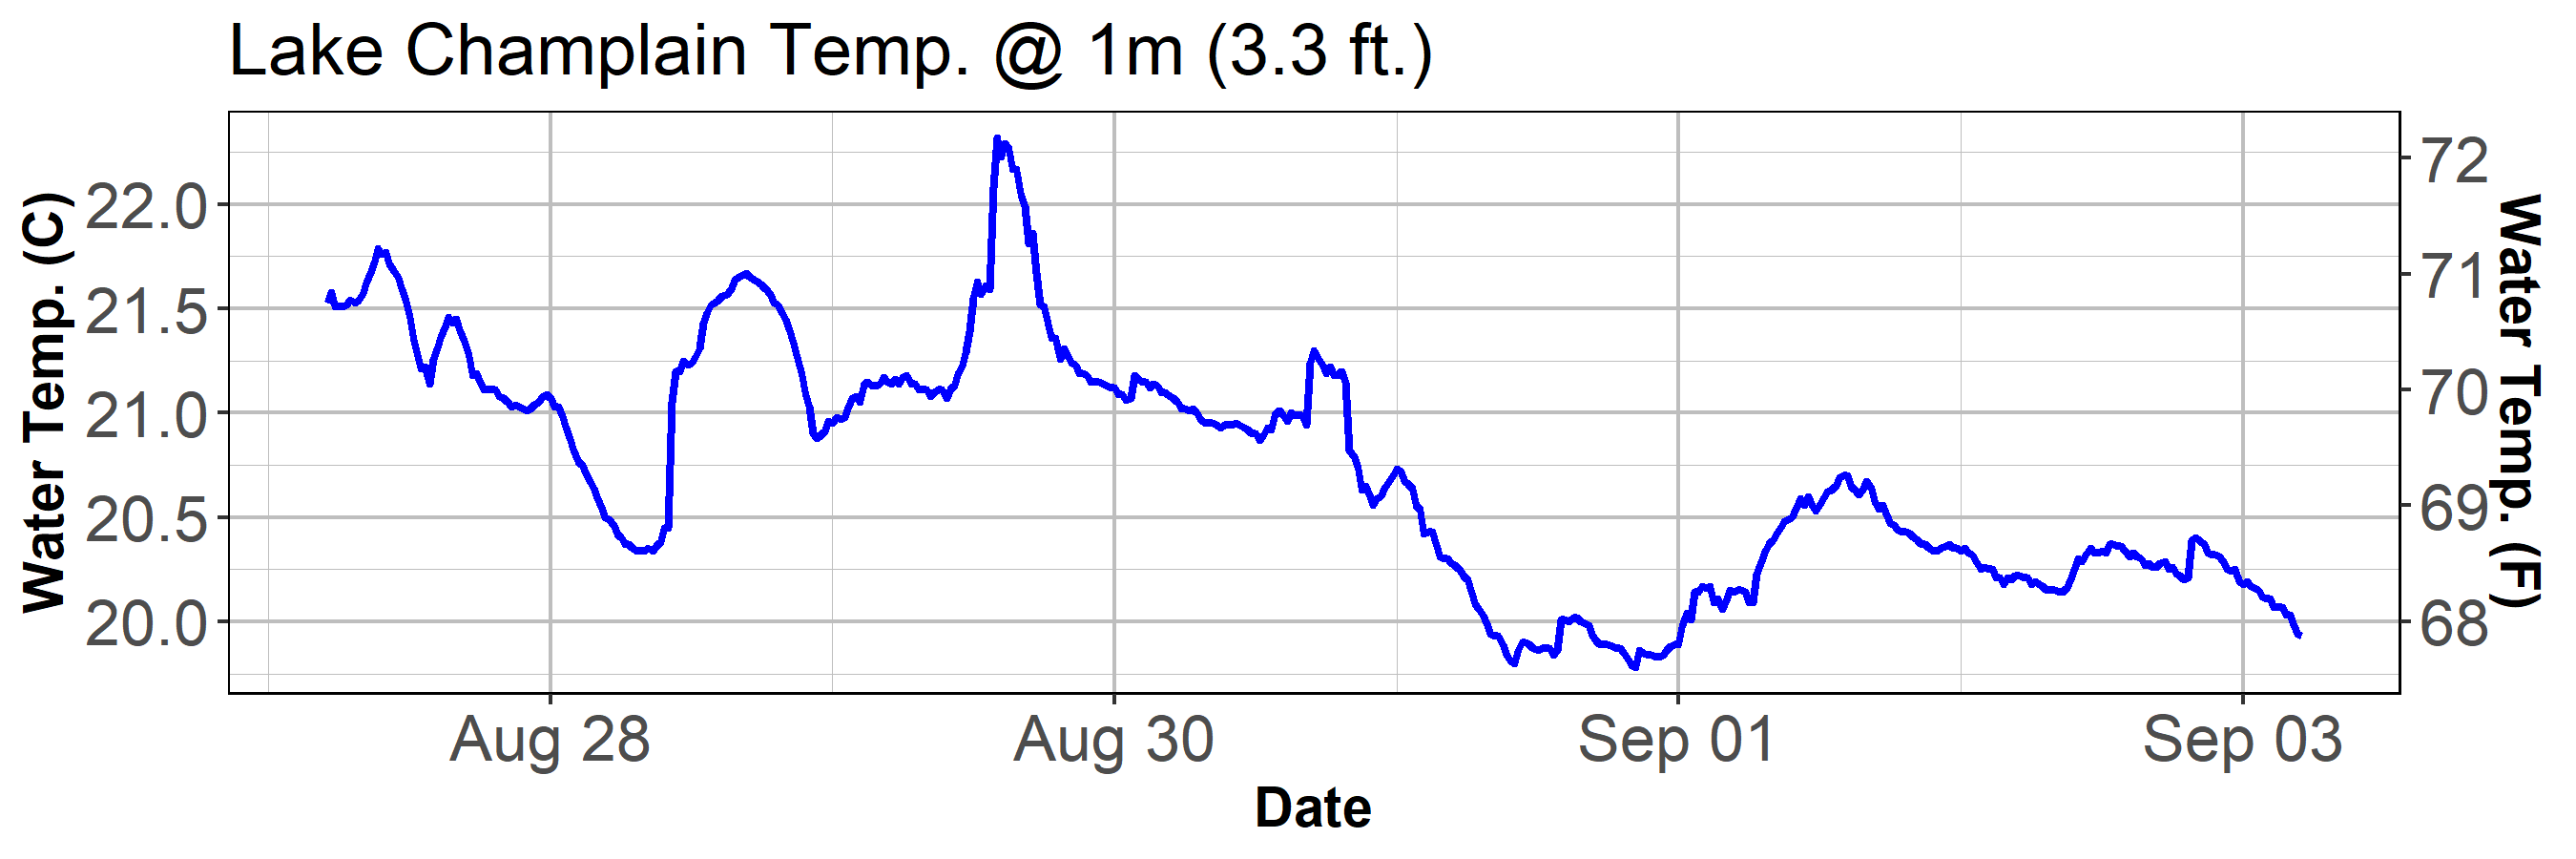 Lake Champlain Temp. @ 1m (3.3 ft.)
Water Temp. (C)
22.0
21.5
21.0
20.5
20.0
72
71
70
69
68
Water Temp. (F)
Aug 28
Aug 30
Sep 01
Sep 03
Date